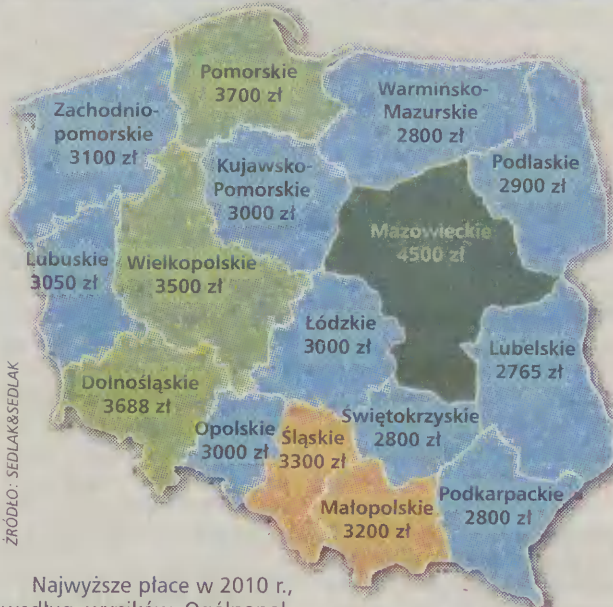 Pomorskie
3700 zł
Zachodnio-
pomorskie
3100 zł
Warmińsko-
Mazurskie
2800 zł
Kujawsko-
Pomorskie
3000 zł
Podlaskie
2900 zł
Mazowieckie
4500 zł
Lubuskie
3050 zł
Wielkopolskie
3500 zł
Łódzkie
3000 zł
Lubelskie
2765 zł
Dolnośląskie
3688 zł
Opolskie
3000 zł
Śląskie
3300 zł
Świętokrzyskie
2800 zł
Małopolskie
3200 zł
Podkarpackie
2800 zł
ŹRÓDŁO: SEDLAK&SEDLAK
Najwyższe płace w 2010 r.,
według wyników Ogólnopol